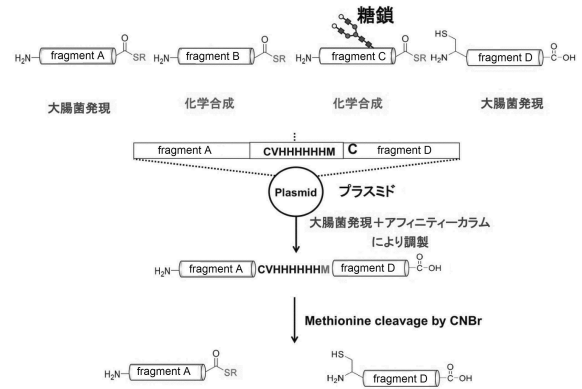 糖鎖
H₂N fragment A O SR H₂N fragment B O SR H₂N fragment C O SR HS H₂N fragment D O C OH
大腸菌発現 化学合成 化学合成 大腸菌発現
fragment A CVHHHHHHM C fragment D
Plasmid プラスミド
大腸菌発現+アフィニティーカラム
により調製
H₂N fragment A CVHHHHHHM fragment D O C OH
Methionine cleavage by CNBr
H₂N fragment A O SR HS H₂N fragment D O C OH